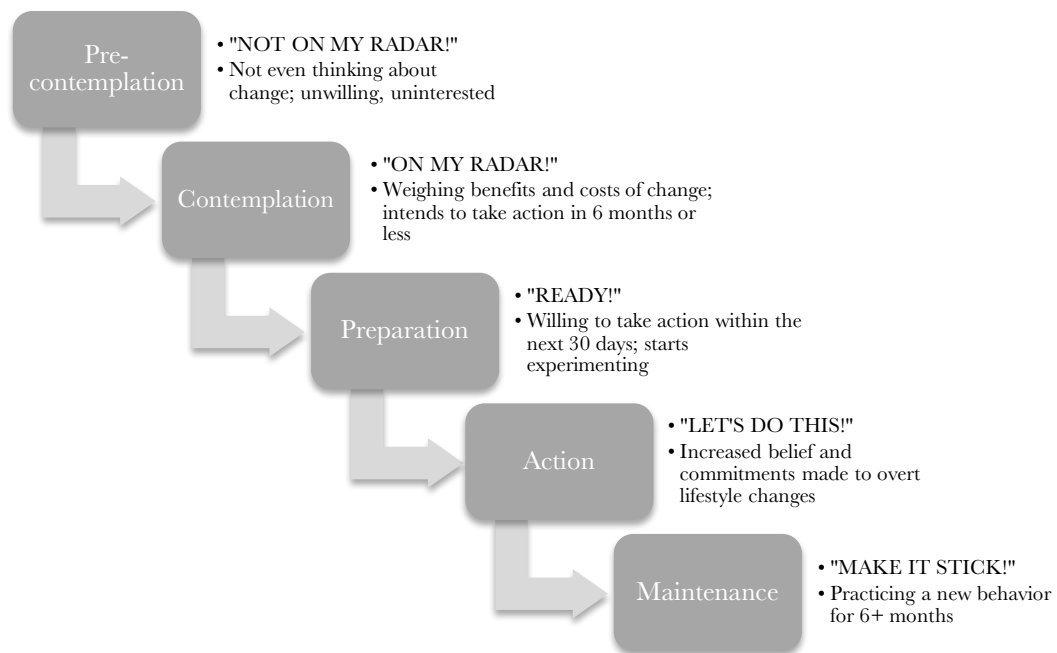 Pre-
contemplation
• "NOT ON MY RADAR!"
• Not even thinking about
change; unwilling, uninterested
Contemplation
• "ON MY RADAR!"
• Weighing benefits and costs of change;
intends to take action in 6 months or
less
Preparation
• "READY!"
• Willing to take action within the
next 30 days; starts
experimenting
Action
• "LET'S DO THIS!"
• Increased belief and
commitments made to overt
lifestyle changes
Maintenance
• "MAKE IT STICK!"
• Practicing a new behavior
for 6+ months